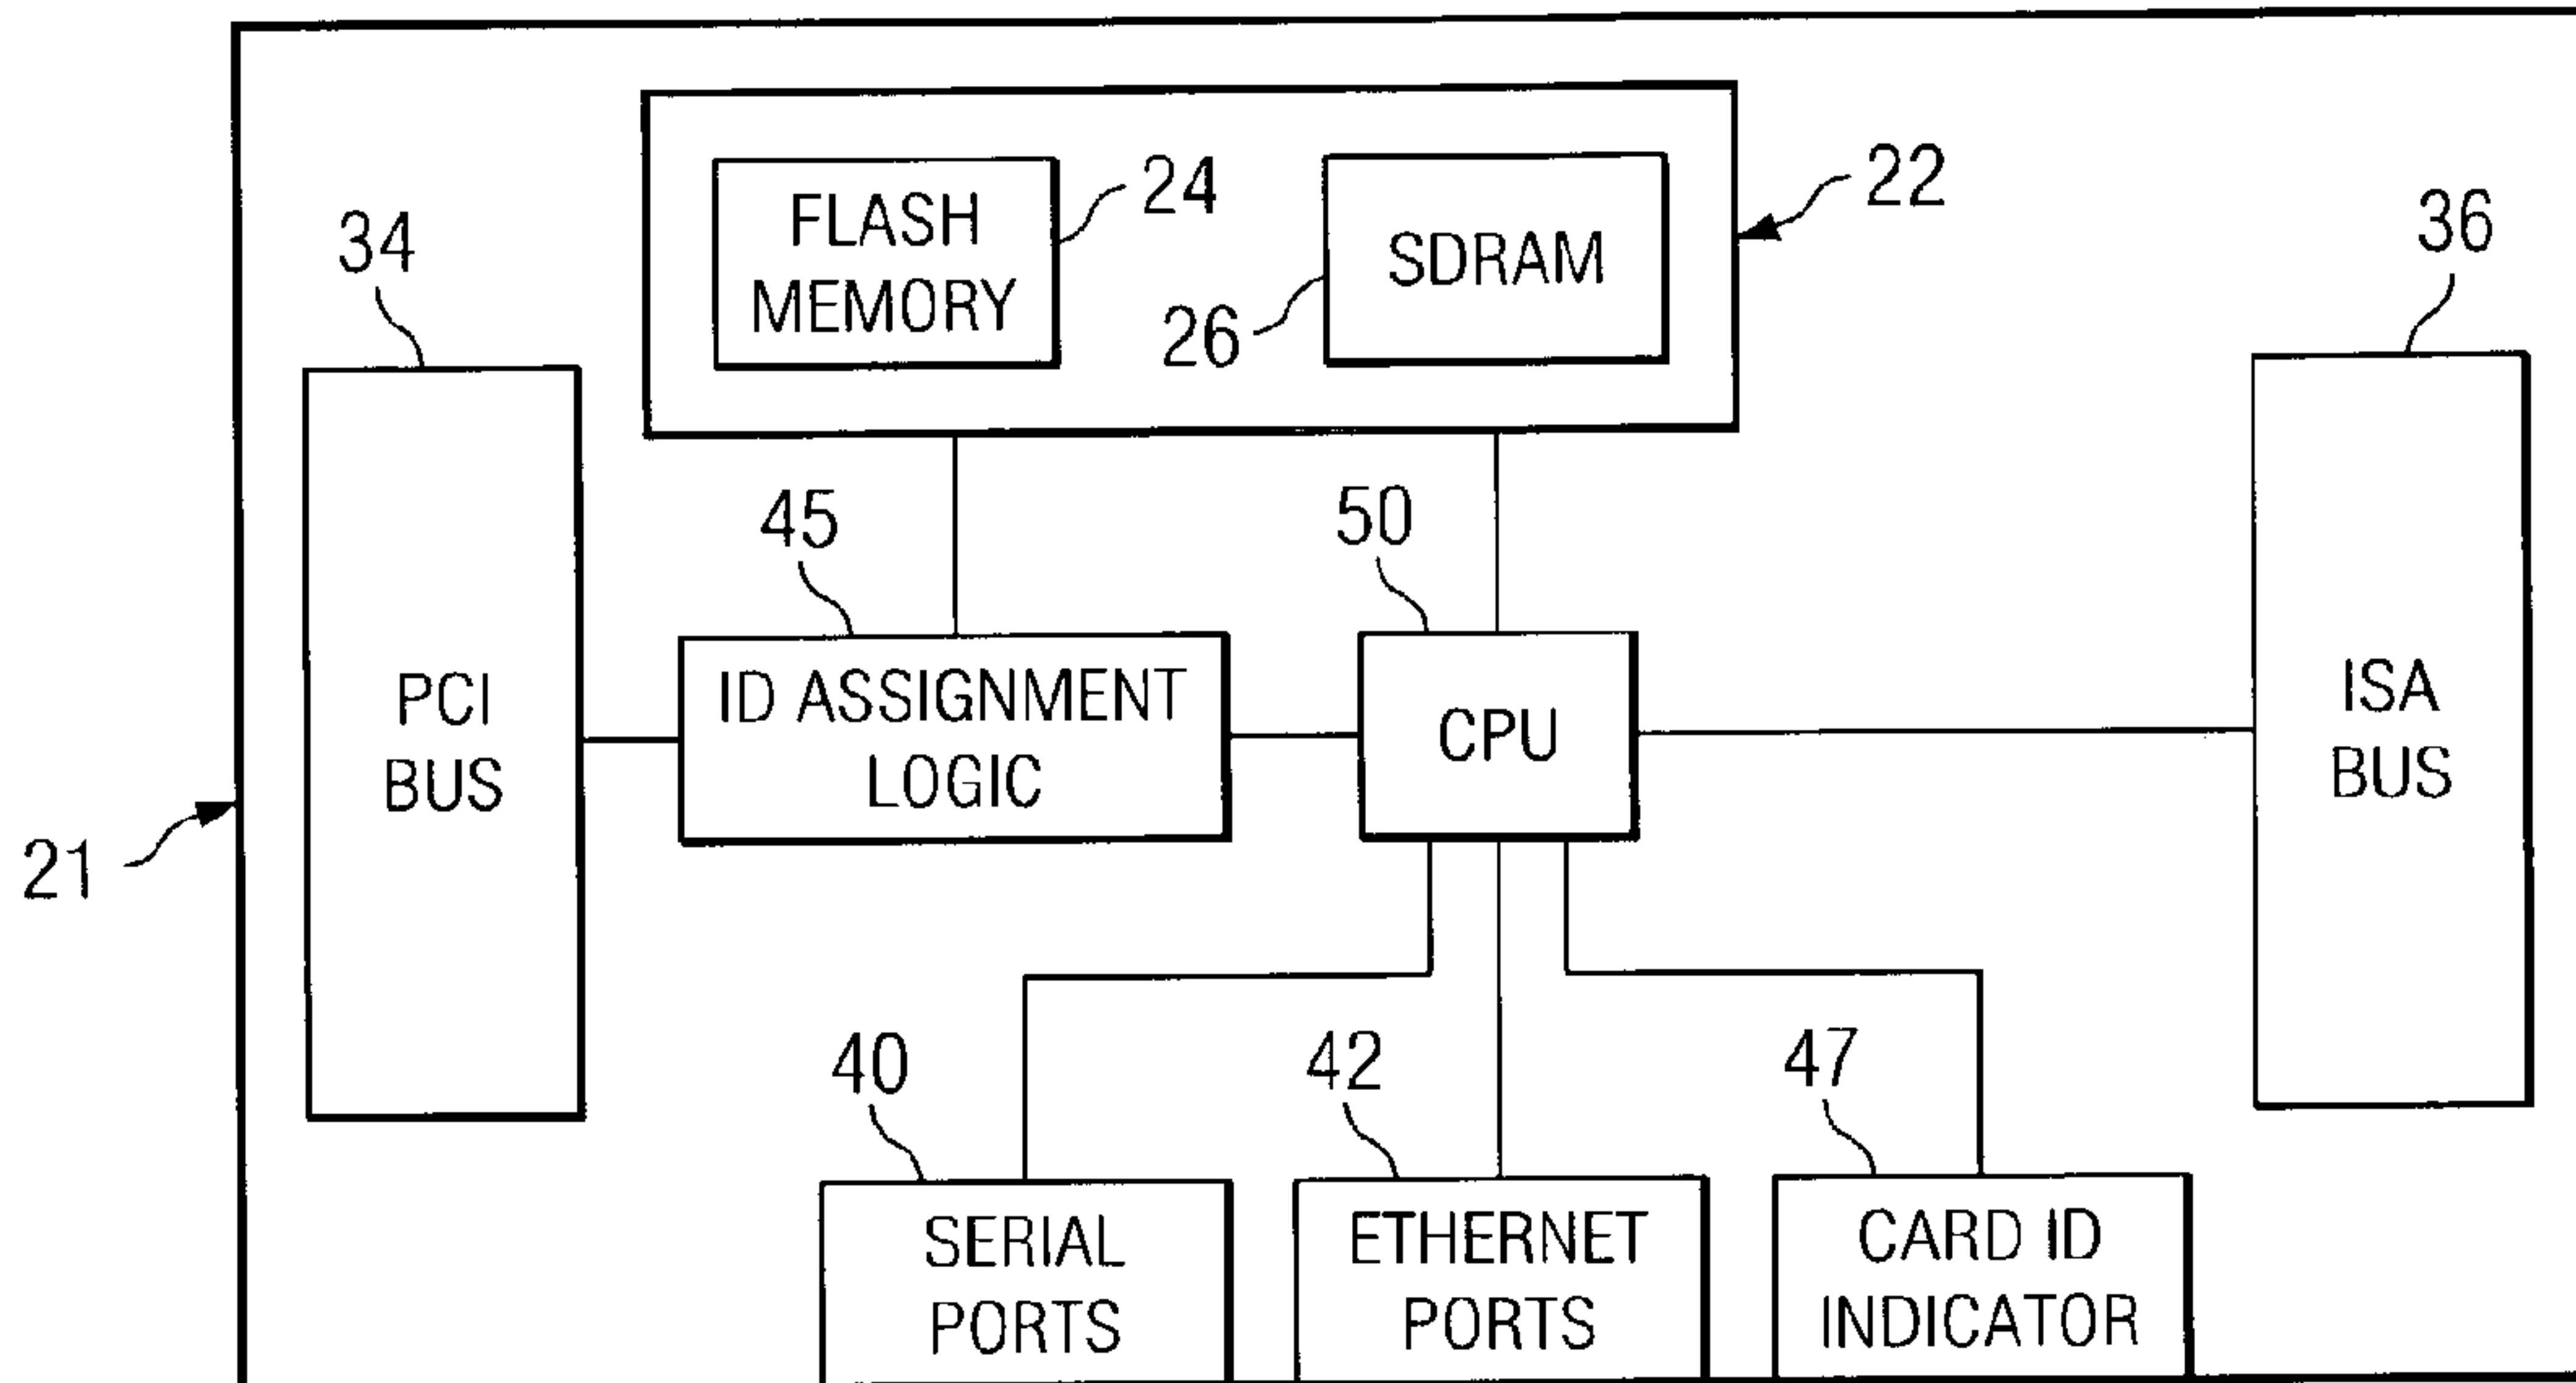 24
22
FLASH
MEMORY
SDRAM
26
34
36
45
50
PCI
BUS
ID ASSIGNMENT
LOGIC
CPU
ISA
BUS
21
40
42
47
SERIAL
PORTS
ETHERNET
PORTS
CARD ID
INDICATOR